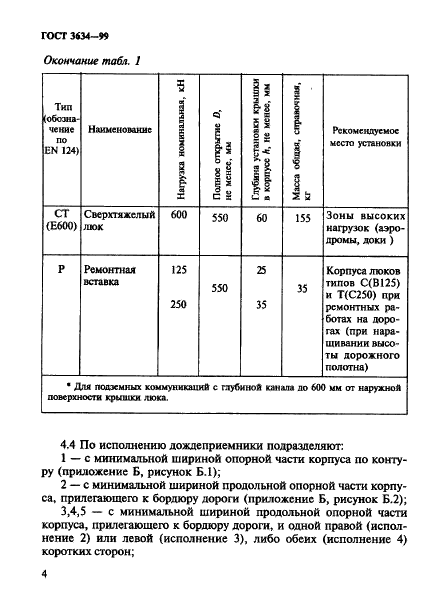 ГОСТ 3634—99
Окончание табл. 1
Тип
(обозна-
чение
по
EN 124)
Наименование
Нагрузка номинальная, кН
Полное открытие D,
не менее, мм
Глубина установки крышки
в корпусе h, не менее, мм
Масса общая, справочная,
кг
Рекомендуемое
место установки
СТ
(Е600)
Сверхтяжелый
люк
600
550
60
155
Зоны высоких
нагрузок (аэро-
дромы, доки )
Р
Ремонтная
вставка
125
250
550
25
35
35
Корпуса люков
типов С(В125)
и Т(С250) при
ремонтных ра-
ботах на доро-
гах (при нара-
щивании высо-
ты дорожного
полотна)
* Для подземных коммуникаций с глубиной канала до 600 мм от наружной
поверхности крышки люка.
4.4 По исполнению дождеприемники подразделяют:
1 — с минимальной шириной опорной части корпуса по конту-
ру (приложение Б, рисунок Б.1);
2 — с минимальной шириной продольной опорной части корпу-
са, прилегающего к бордюру дороги (приложение Б, рисунок Б.2);
3,4,5 — с минимальной шириной продольной опорной части
корпуса, прилегающего к бордюру дороги, и одной правой (испол-
нение 2) или левой (исполнение 3), либо обеих (исполнение 4)
коротких сторон;
4